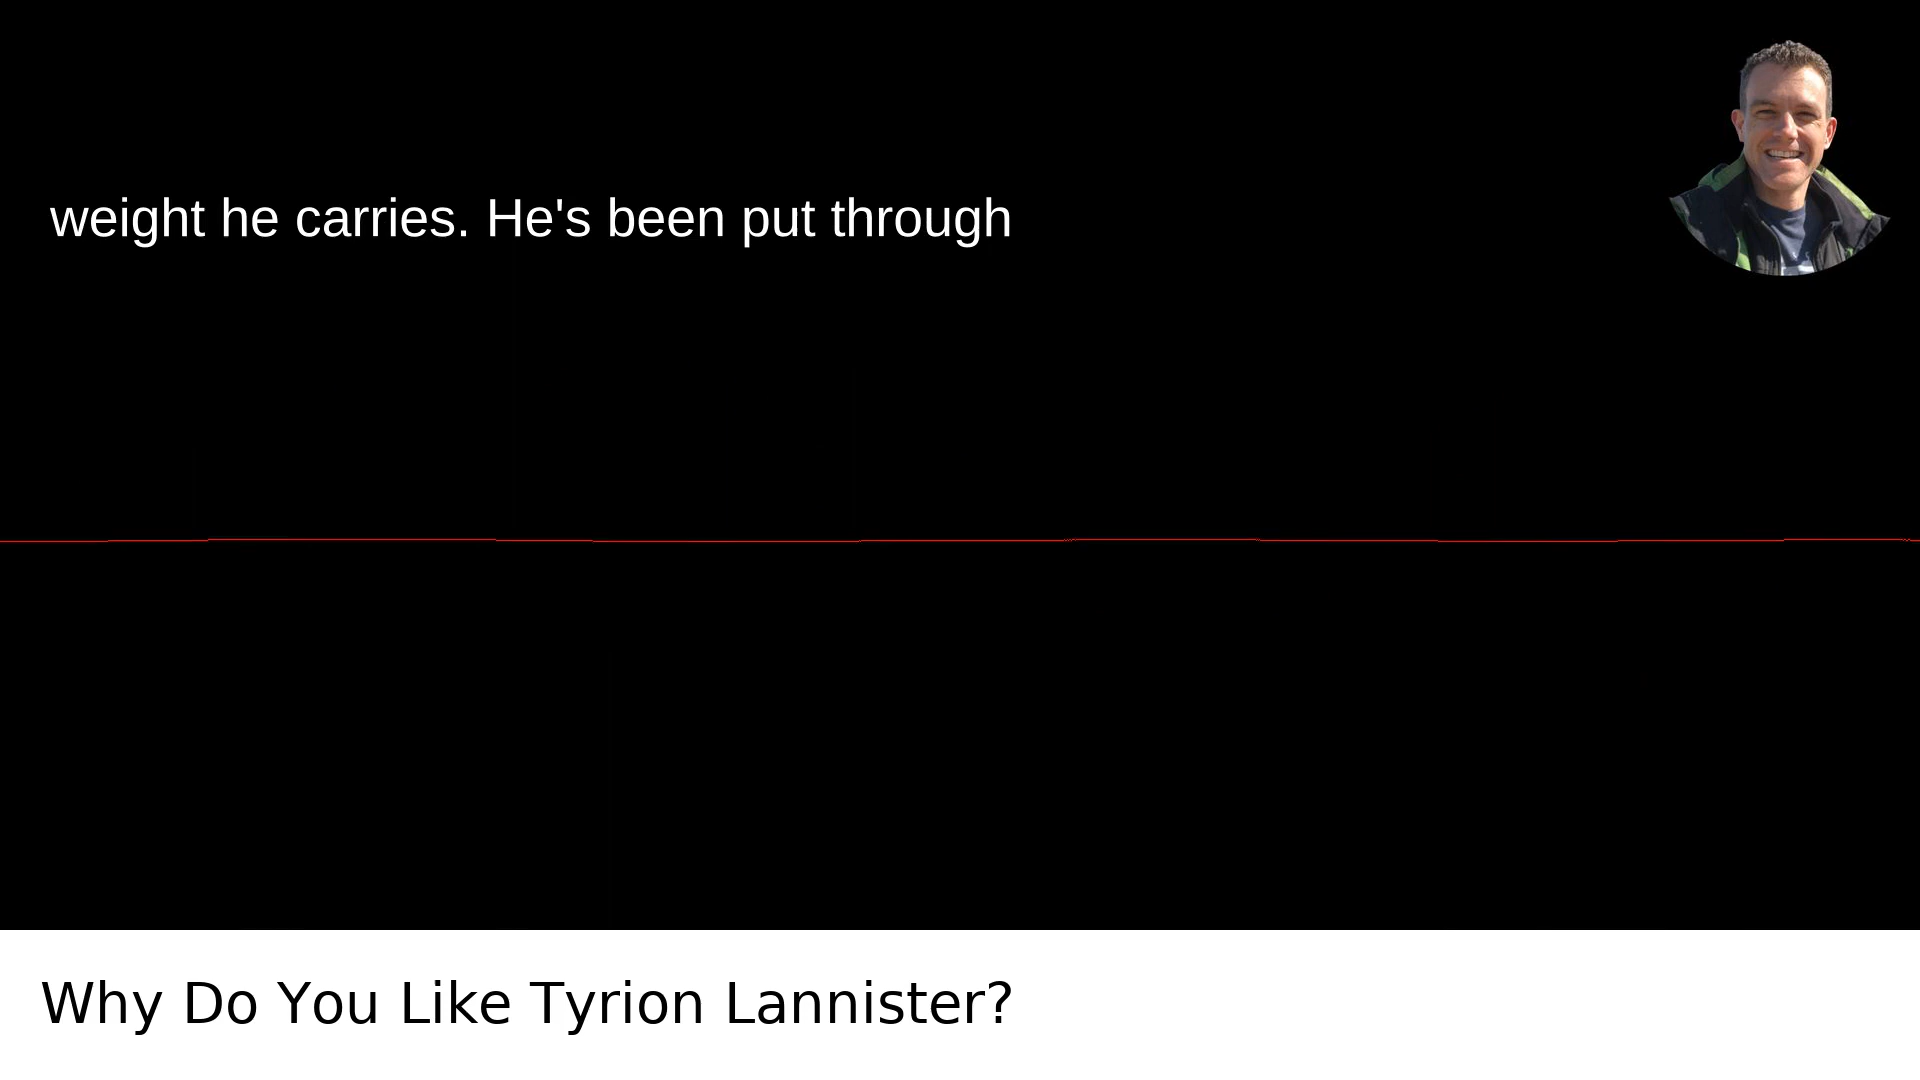 weight he carries. He's been put through
Why Do You Like Tyrion Lannister?